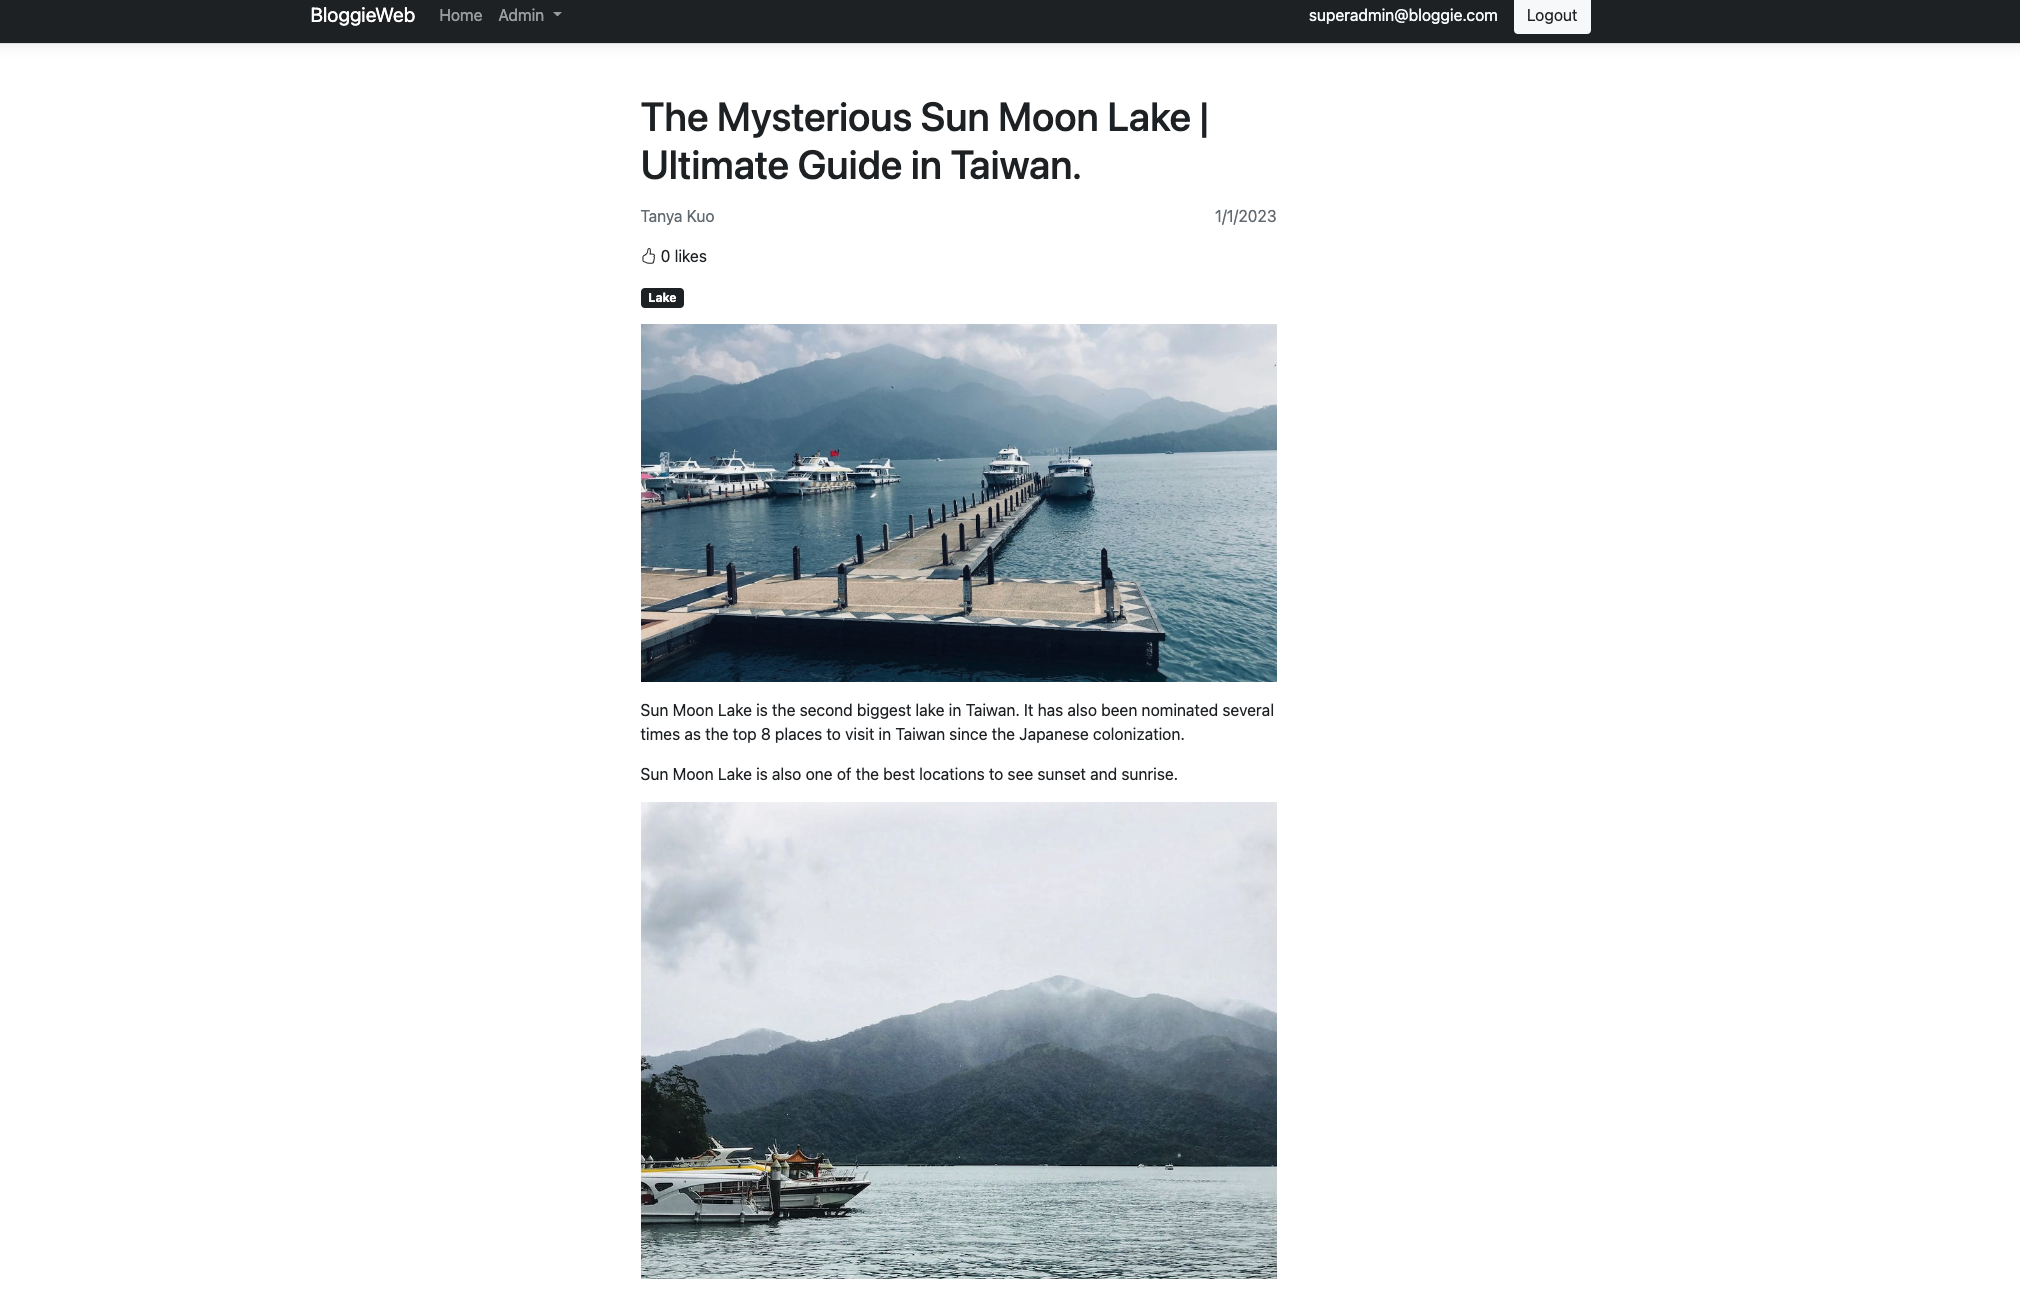 BloggieWeb Home Admin superadmin@bloggie.com Logout
The Mysterious Sun Moon Lake |
Ultimate Guide in Taiwan.
Tanya Kuo 1/1/2023
0 likes
Lake
Sun Moon Lake is the second biggest lake in Taiwan. It has also been nominated several
times as the top 8 places to visit in Taiwan since the Japanese colonization.
Sun Moon Lake is also one of the best locations to see sunset and sunrise.